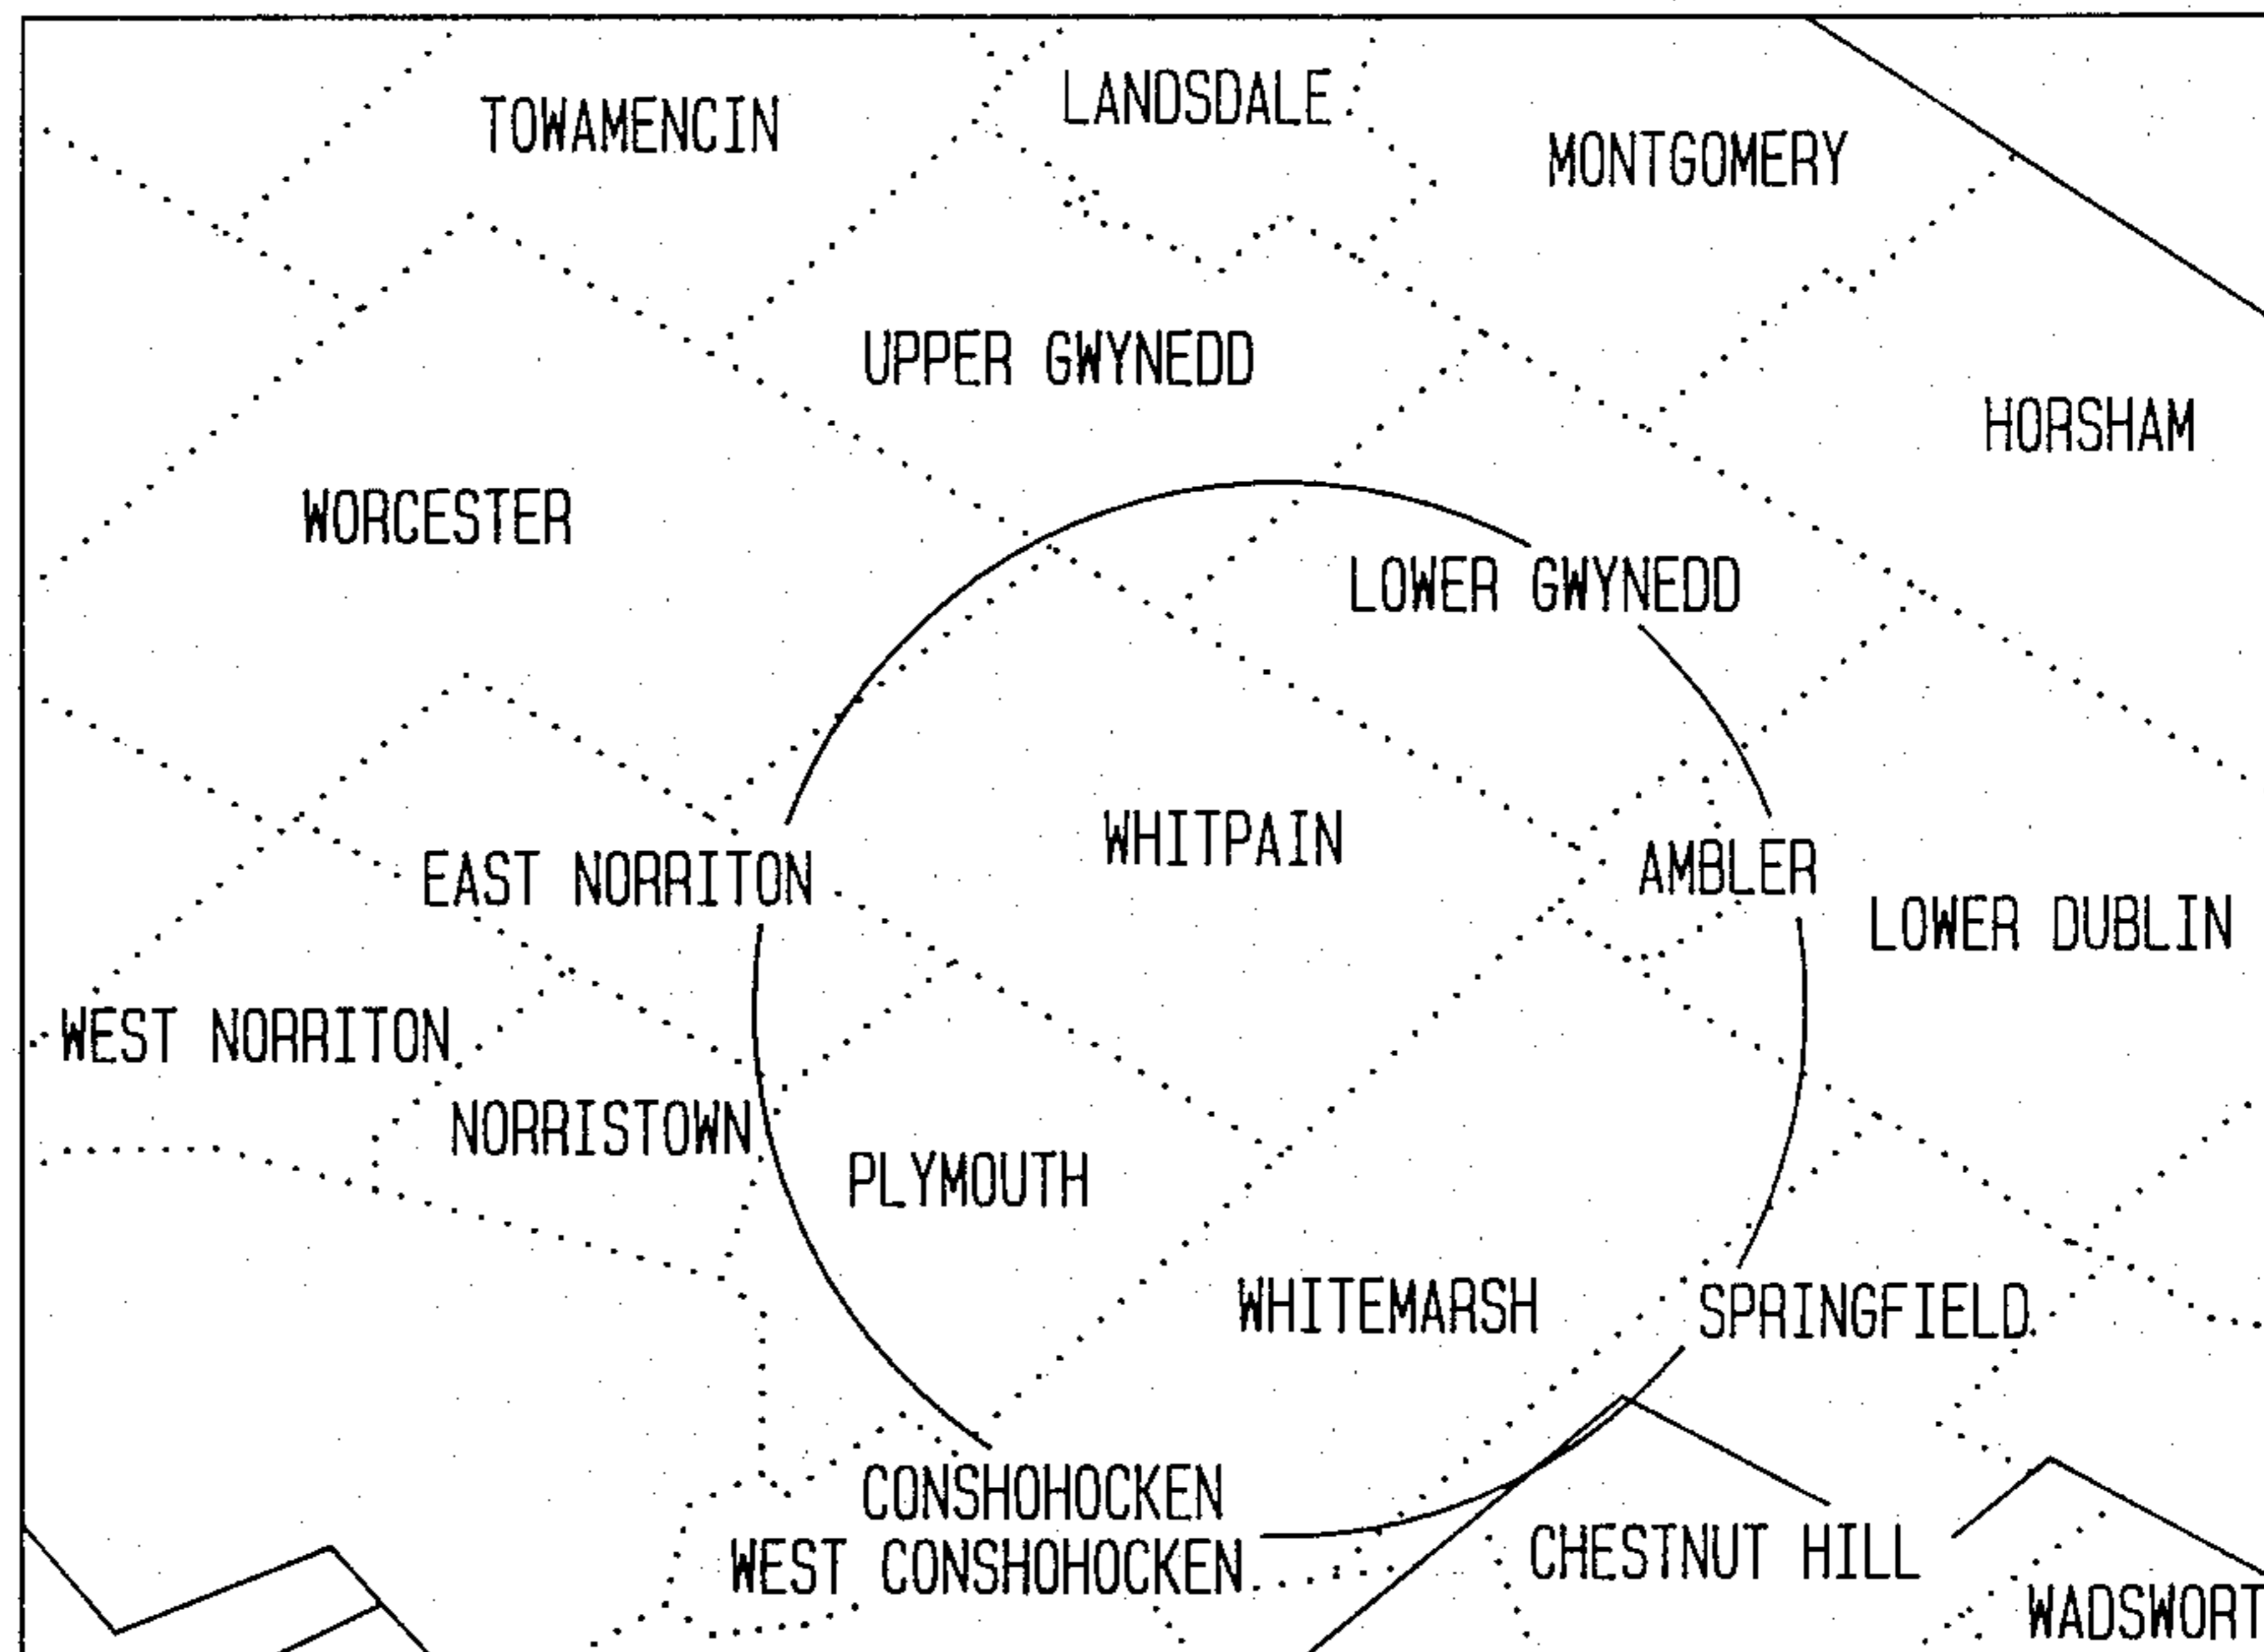 LANDSDALE
TOWAMENCIN
MONTGOMERY
UPPER GWYNEDD
HORSHAM
WORCESTER
LOWER GWYNEDD
WHITPAIN
AMBLER
EAST NORRITON
LOWER DUBLIN
WEST NORRITON
NORRISTOWN
PLYMOUTH
WHITEMARSH
SPRINGFIELD
CONSHOHOCKEN
WEST CONSHOHOCKEN
CHESTNUT HILL
WADSWORT